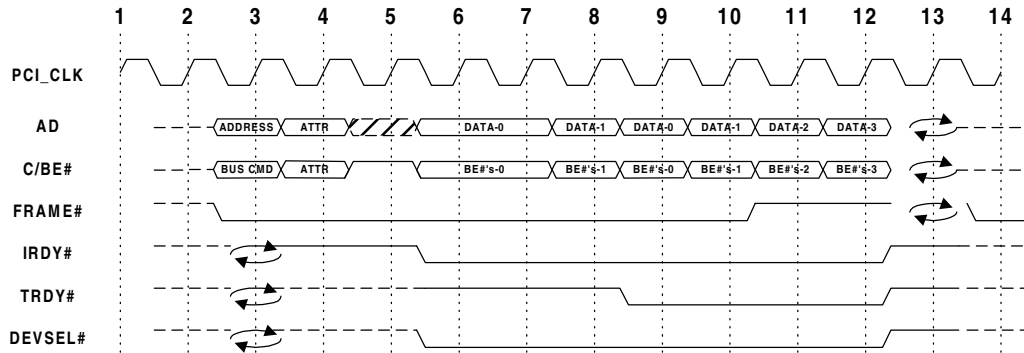 1 2 3 4 5 6 7 8 9 10 11 12 13 14
PCI_CLK
AD ADDRESS ATTR DATA-0 DATA-1 DATA-0 DATA-1 DATA-2 DATA-3
C/BE# BUS CMD ATTR BE#'s-0 BE#'s-1 BE#'s-0 BE#'s-1 BE#'s-2 BE#'s-3
FRAME#
IRDY#
TRDY#
DEVSEL#